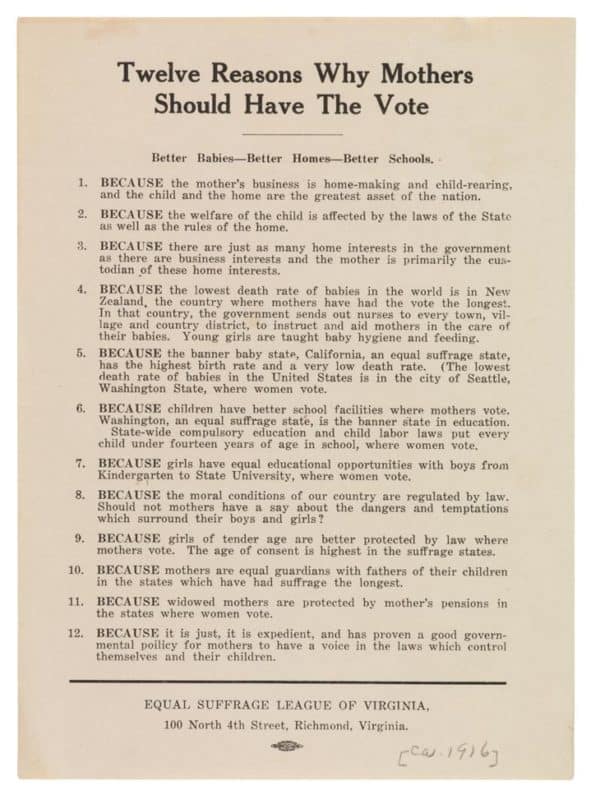 Twelve Reasons Why Mothers
Should Have The Vote
Better Babies—Better Homes—Better Schools.
1. BECAUSE the mother's business is home-making and child-rearing,
and the child and the home are the greatest asset of the nation.
2. BECAUSE the welfare of the child is affected by the laws of the State
as well as the rules of the home.
3. BECAUSE there are just as many home interests in the government
as there are business interests and the mother is primarily the cus-
todian of these home interests.
4. BECAUSE the lowest death rate of babies in the world is in New
Zealand, the country where mothers have had the vote the longest.
In that country, the government sends out nurses to every town, vil-
lage and country district, to instruct and aid mothers in the care of
their babies. Young girls are taught baby hygiene and feeding.
5. BECAUSE the banner baby state, California, an equal suffrage state,
has the highest birth rate and a very low death rate. (The lowest
death rate of babies in the United States is in the city of Seattle,
Washington State, where women vote.
6. BECAUSE children have better school facilities where mothers vote.
Washington, an equal suffrage state, is the banner state in education.
State-wide compulsory education and child labor laws put every
child under fourteen years of age in school, where women vote.
7. BECAUSE girls have equal educational opportunities with boys from
Kindergarten to State University, where women vote.
8. BECAUSE the moral conditions of our country are regulated by law.
Should not mothers have a say about the dangers and temptations
which surround their boys and girls?
9. BECAUSE girls of tender age are better protected by law where
mothers vote. The age of consent is highest in the suffrage states.
10. BECAUSE mothers are equal guardians with fathers of their children
in the states which have had suffrage the longest.
11. BECAUSE widowed mothers are protected by mother's pensions in
the states where women vote.
12. BECAUSE it is just, it is expedient, and has proven a good govern-
mental poilicy for mothers to have a voice in the laws which control
themselves and their children.
EQUAL SUFFRAGE LEAGUE OF VIRGINIA,
100 North 4th Street, Richmond, Virginia.
[ca. 1916]